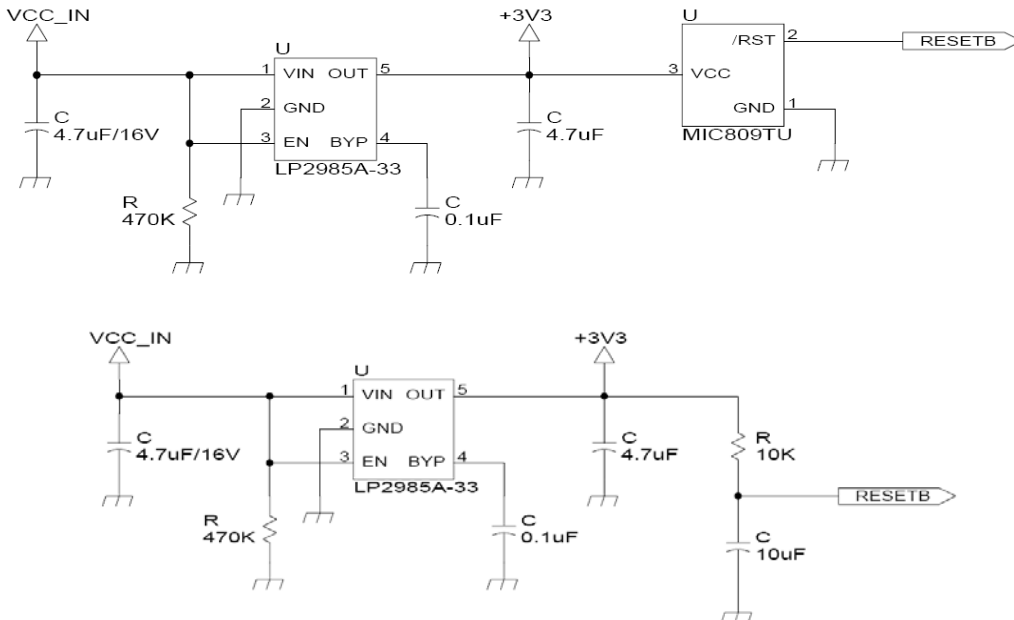 VCC_IN
+3V3
U
U
/RST 2 RESETB
1 VIN OUT 5
3 VCC
C
4.7uF/16V
2 GND
C
4.7uF
GND 1
3 EN BYP 4
MIC809TU
LP2985A-33
R
470K
C
0.1uF
VCC_IN
+3V3
U
1 VIN OUT 5
C
4.7uF/16V
2 GND
C
4.7uF
R
10K
3 EN BYP 4
LP2985A-33
RESETB
R
470K
C
0.1uF
C
10uF